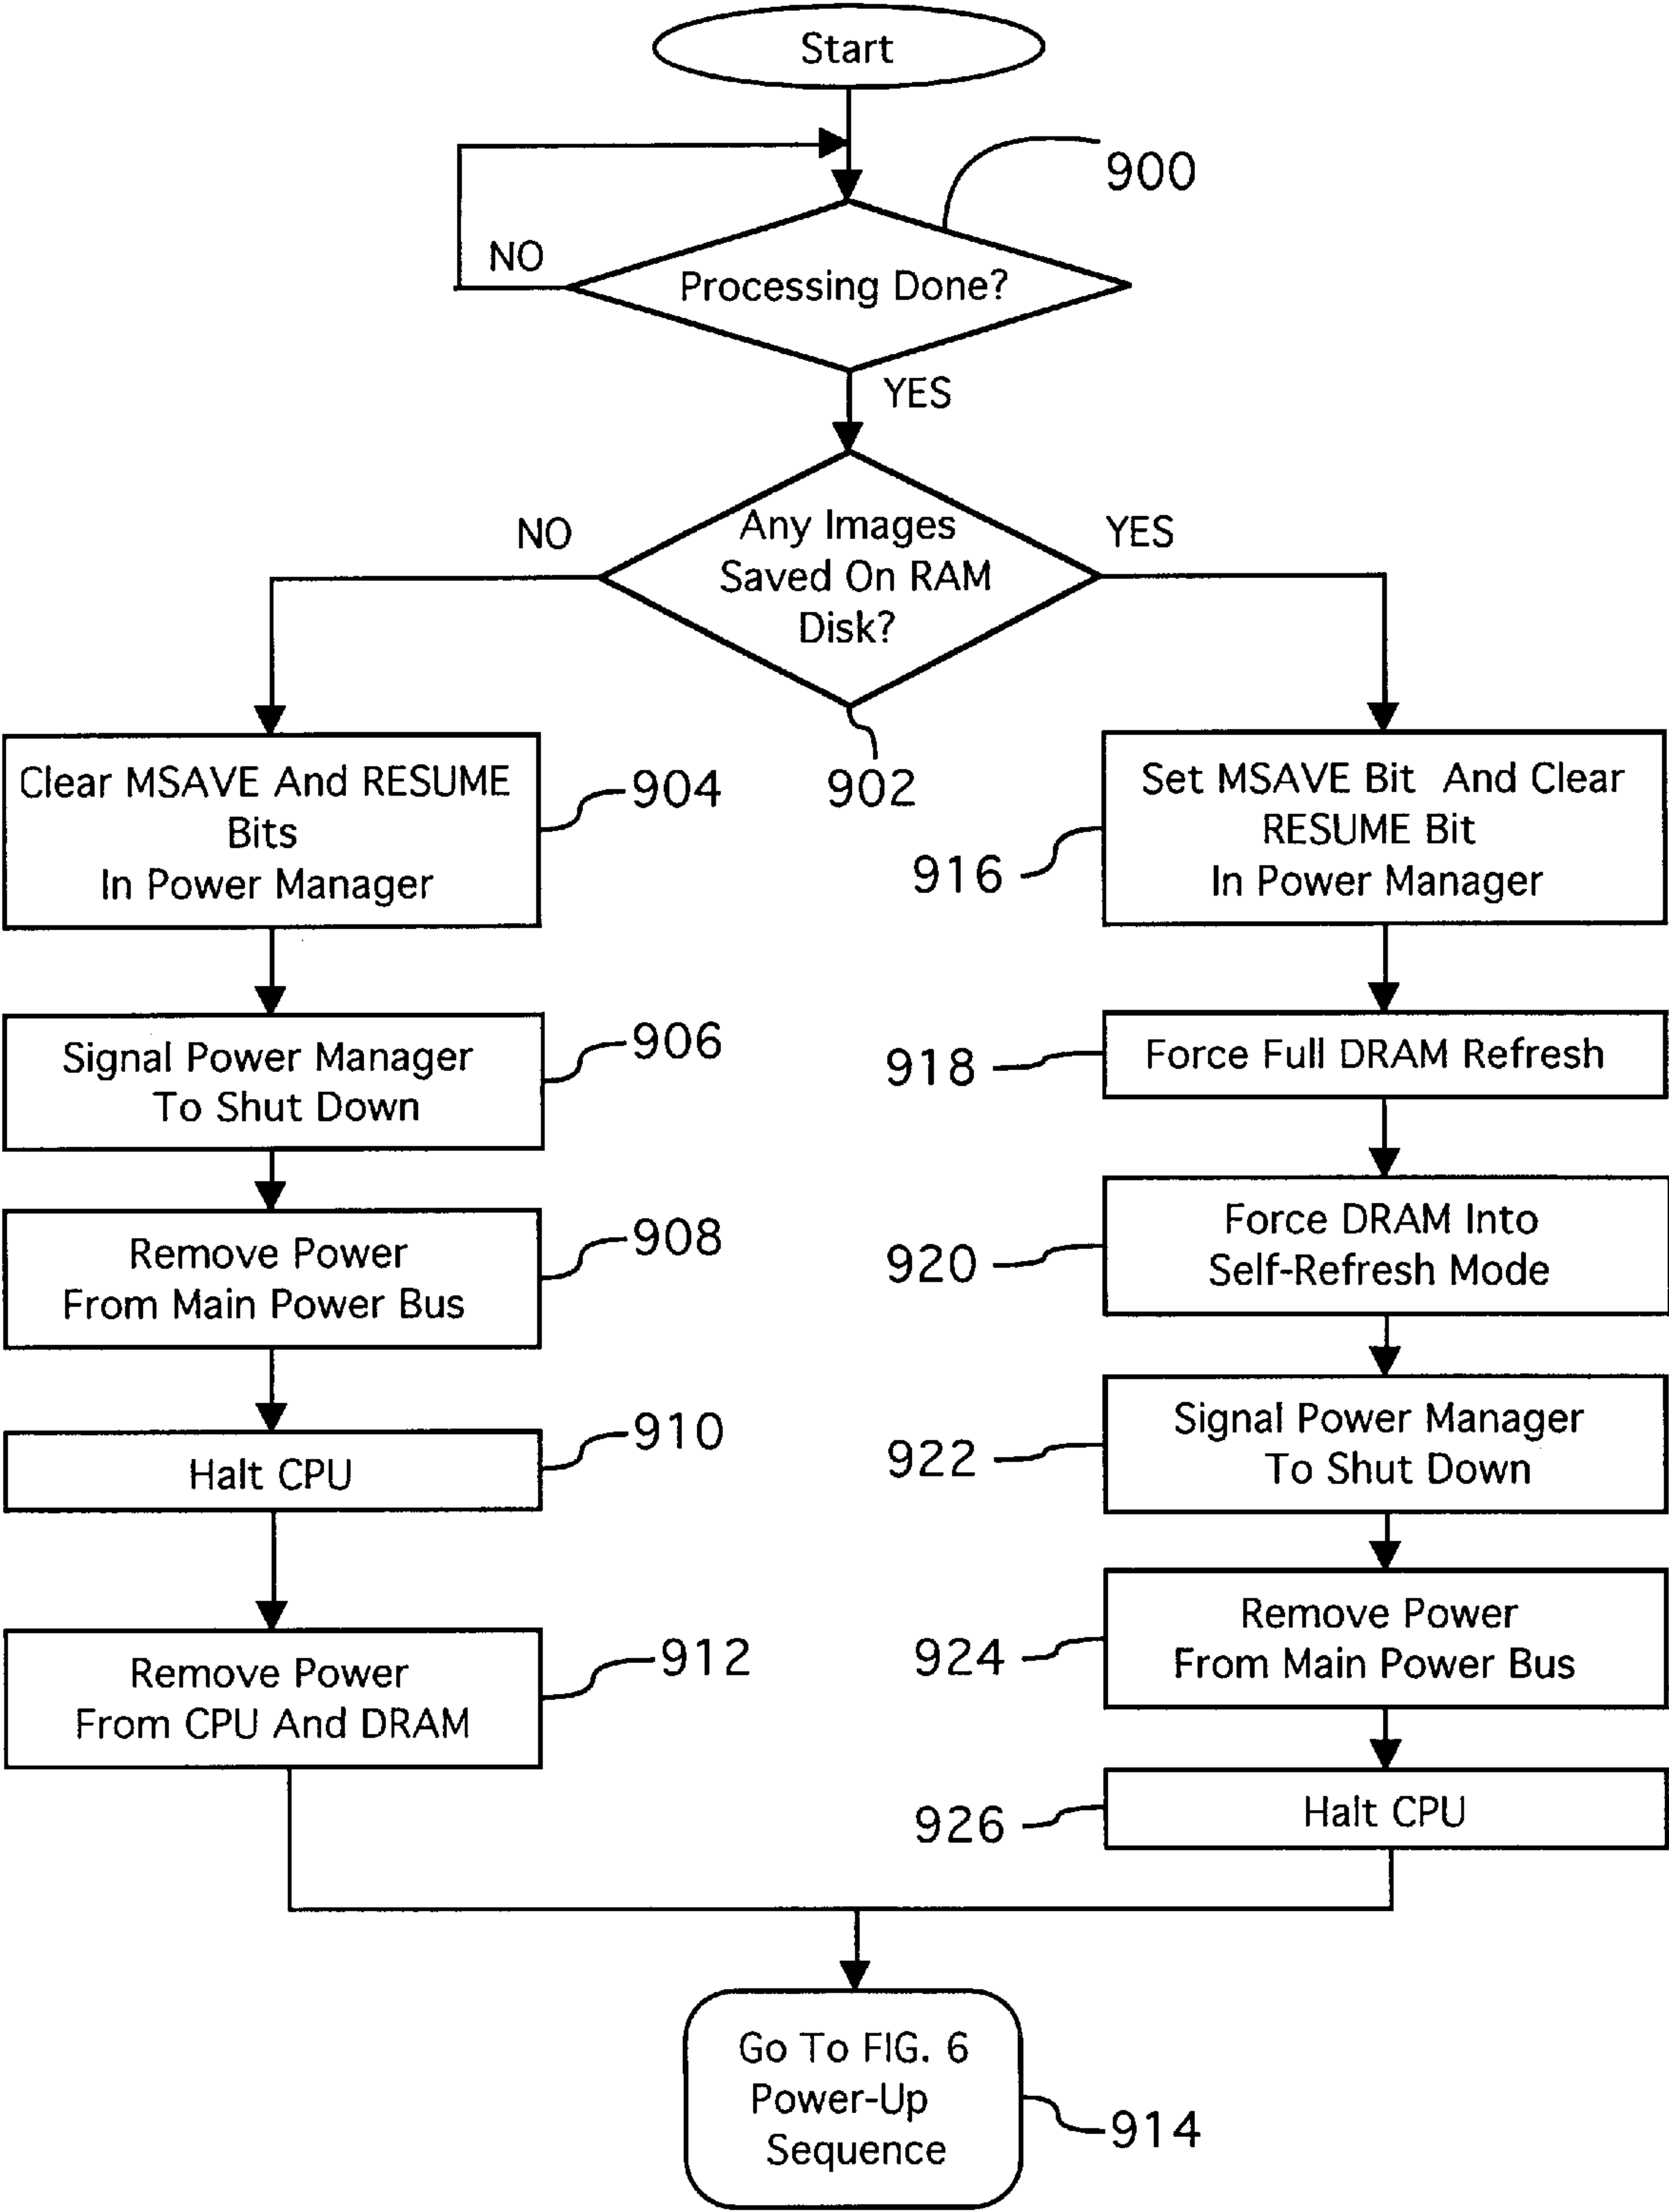 Start
900
NO
Processing Done?
YES
NO
Any Images
Saved On RAM
Disk?
YES
902
Clear MSAVE And RESUME
Bits
In Power Manager
904
Signal Power Manager
To Shut Down
906
Remove Power
From Main Power Bus
908
Halt CPU
910
Remove Power
From CPU And DRAM
912
Set MSAVE Bit And Clear
RESUME Bit
In Power Manager
916
Force Full DRAM Refresh
918
Force DRAM Into
Self-Refresh Mode
920
Signal Power Manager
To Shut Down
922
Remove Power
From Main Power Bus
924
Halt CPU
926
Go To FIG. 6
Power-Up
Sequence
914